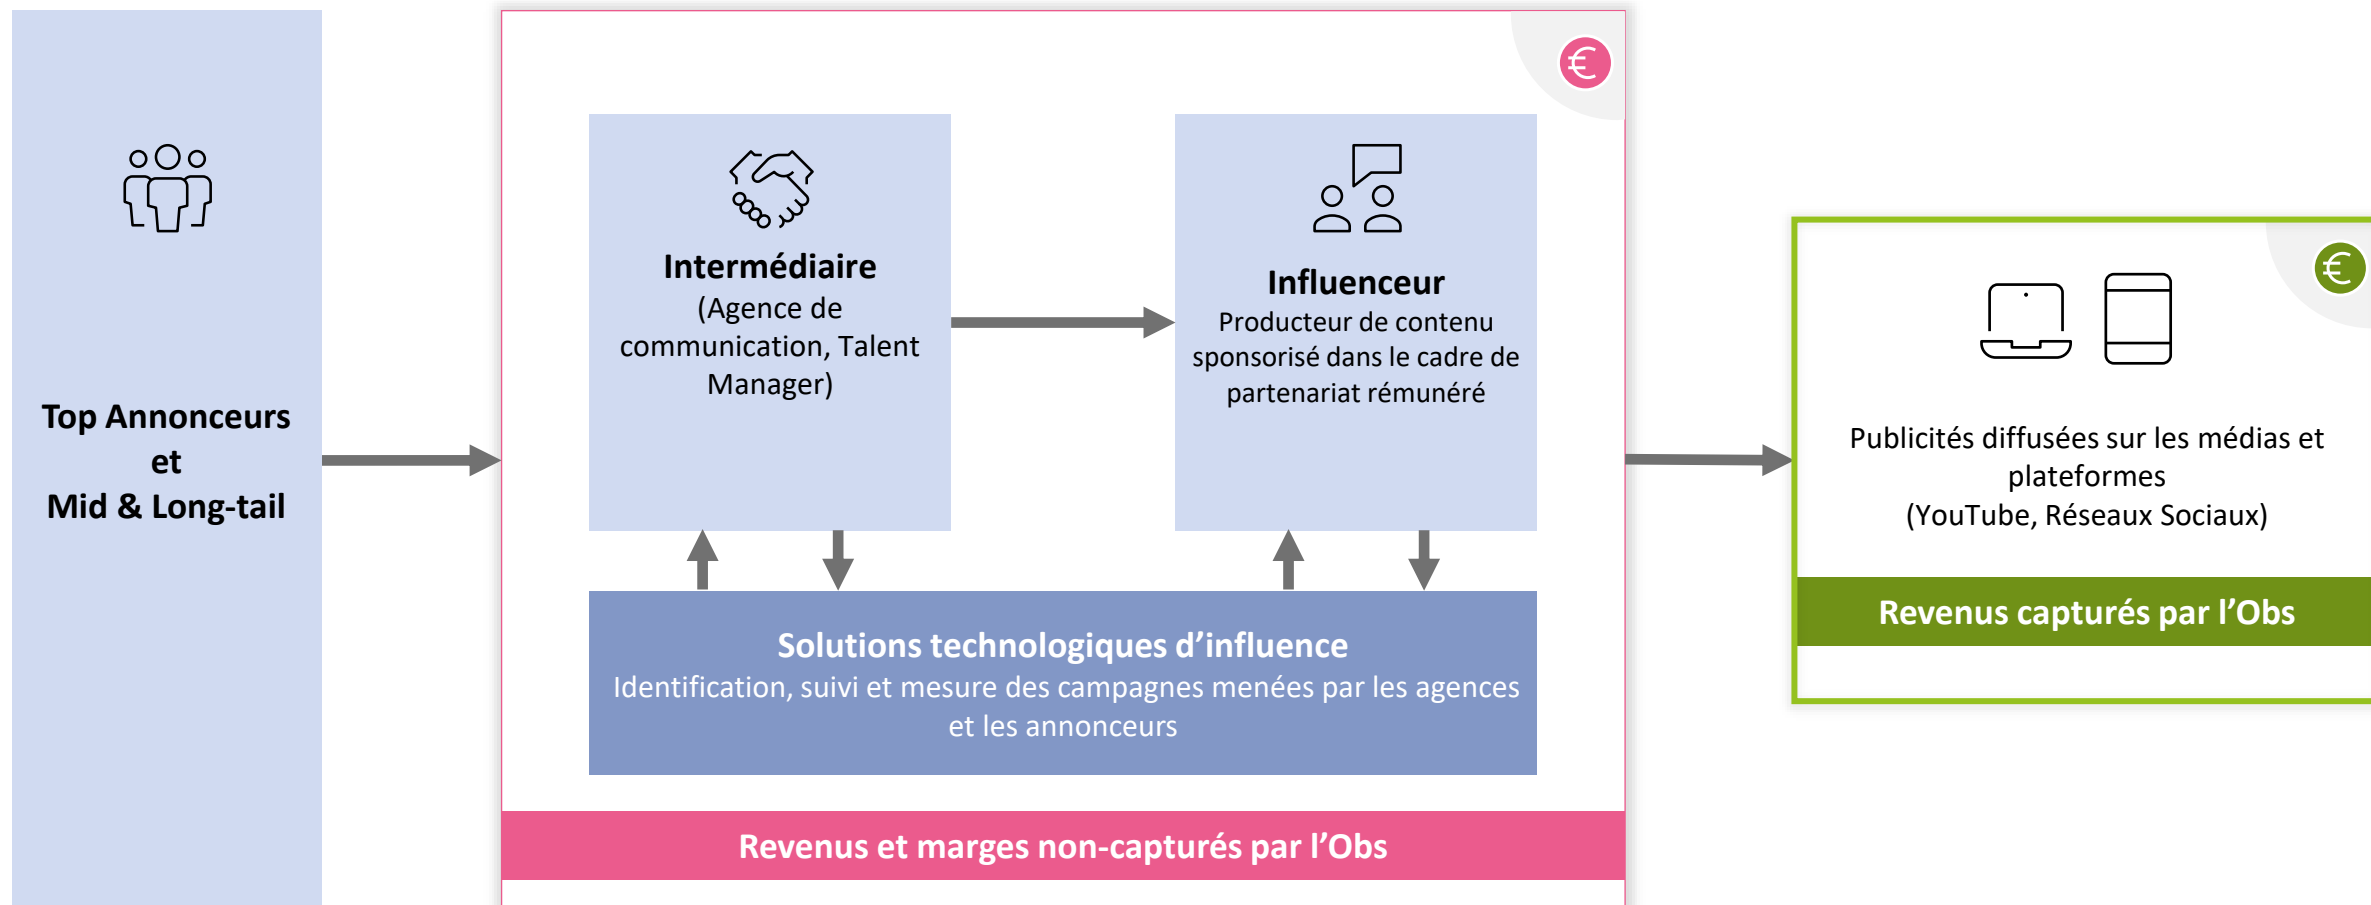 Top Annonceurs
et
Mid & Long-tail
€
Intermédiaire
(Agence de
communication, Talent
Manager)
Influenceur
Producteur de contenu
sponsorisé dans le cadre de
partenariat rémunéré
Solutions technologiques d’influence
Identification, suivi et mesure des campagnes menées par les agences
et les annonceurs
Revenus et marges non-capturés par l’Obs
€
Publicités diffusées sur les médias et
plateformes
(YouTube, Réseaux Sociaux)
Revenus capturés par l’Obs